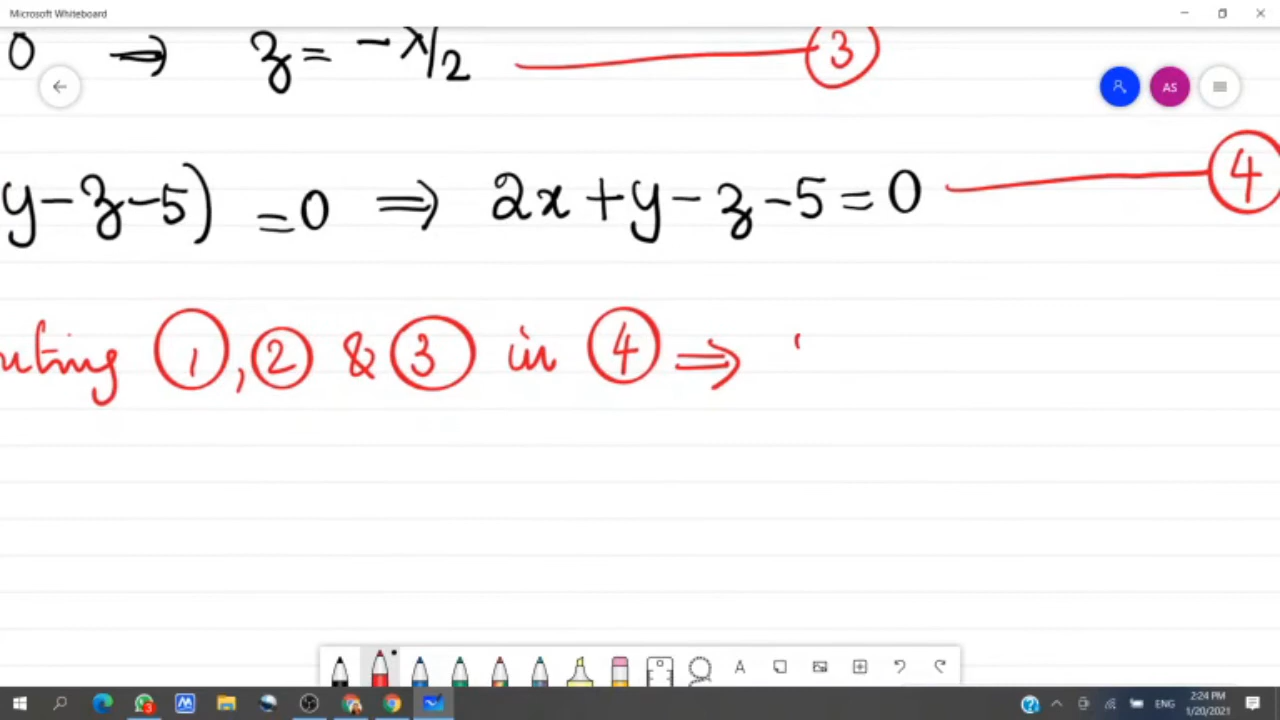 Microsoft Whiteboard
0 ⇒ z = -λ/2 ——— ③
AS
y - z - 5) = 0 ⇒ 2x + y - z - 5 = 0 ——— ④
uting ①, ② & ③ in ④ ⇒
A
3
ENG
2:24 PM
1/20/2021